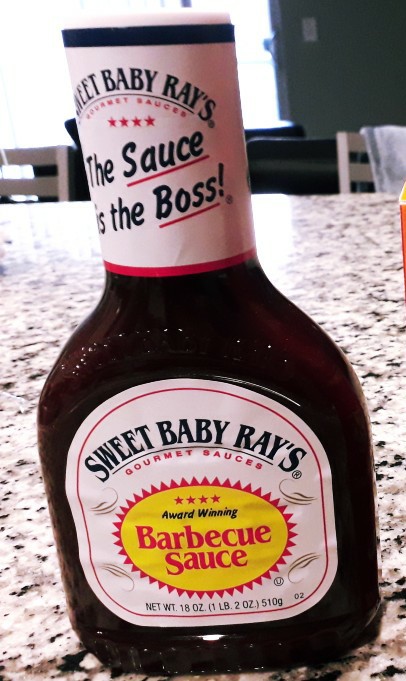 SWEET BABY RAY'S®
GOURMET SAUCES
The Sauce
is the Boss!®
SWEET BABY RAY'S®
GOURMET SAUCES
Award Winning
Barbecue
Sauce
U
NET WT. 18 OZ. (1 LB. 2 OZ.) 510g
02